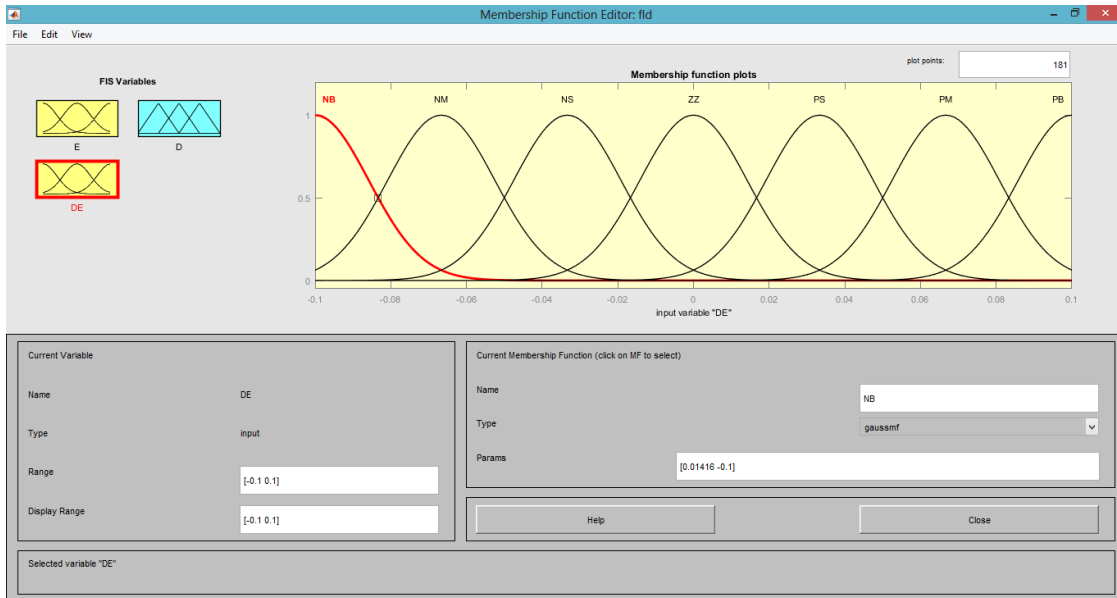 Membership Function Editor: fld
File Edit View
FIS Variables
E
D
DE
plot points:
181
Membership function plots
NB NM NS ZZ PS PM PB
1
0.5
0
-0.1 -0.08 -0.06 -0.04 -0.02 0 0.02 0.04 0.06 0.08 0.1
input variable "DE"
Current Variable
Name DE
Type input
Range [-0.1 0.1]
Display Range [-0.1 0.1]
Current Membership Function (click on MF to select)
Name NB
Type gaussmf
Params [0.01416 -0.1]
Help Close
Selected variable "DE"